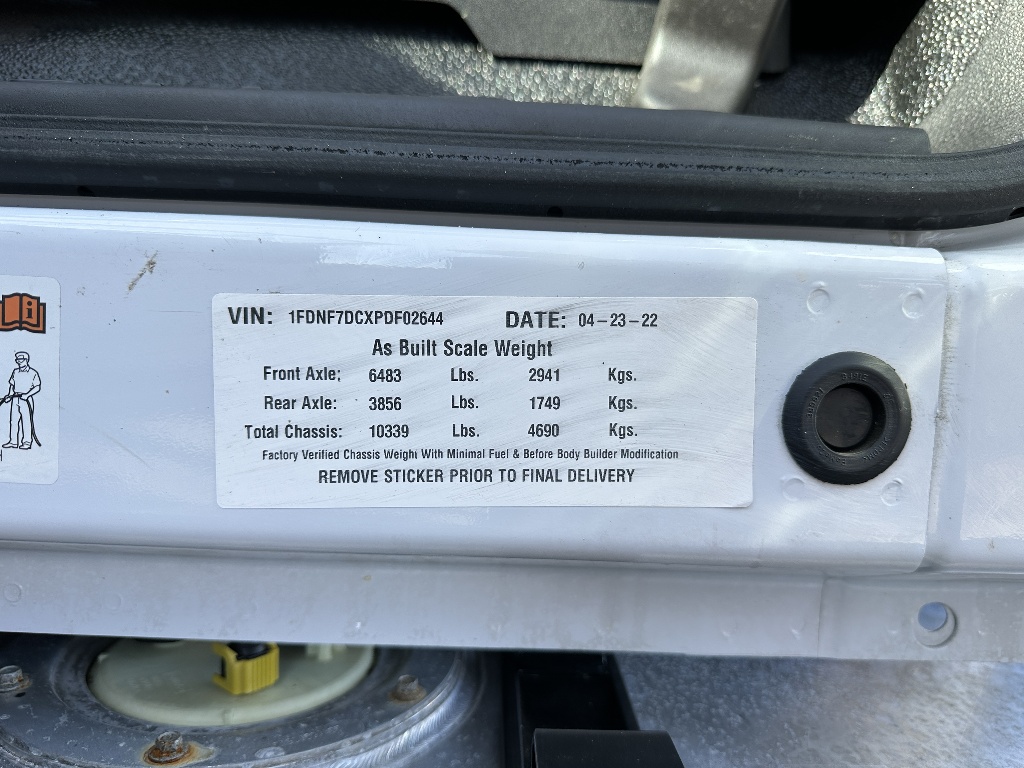 VIN: 1FDNF7DCXPDF02644 DATE: 04-23-22
As Built Scale Weight
Front Axle: 6483 Lbs. 2941 Kgs.
Rear Axle: 3856 Lbs. 1749 Kgs.
Total Chassis: 10339 Lbs. 4690 Kgs.
Factory Verified Chassis Weight With Minimal Fuel & Before Body Builder Modification
REMOVE STICKER PRIOR TO FINAL DELIVERY